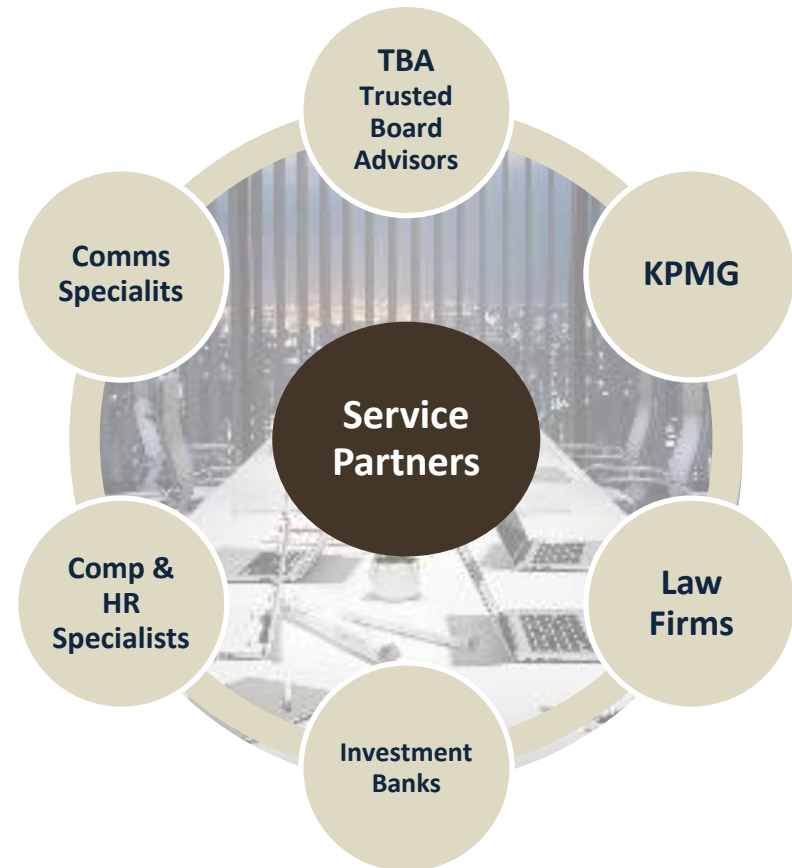 TBA
Trusted
Board
Advisors
Comms
Specialits
KPMG
Service
Partners
Comp &
HR
Specialists
Law
Firms
Investment
Banks